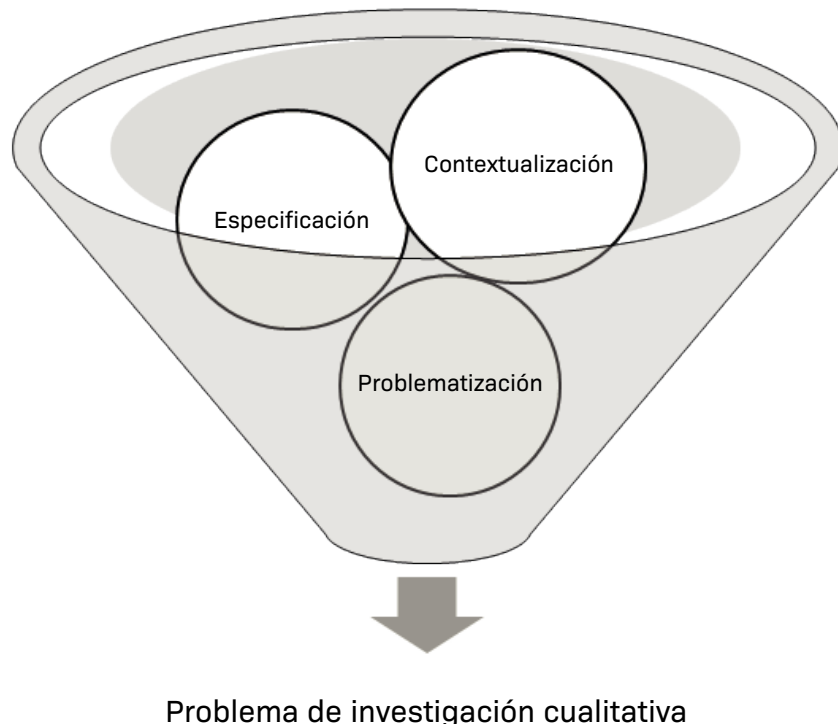 Contextualización
Especificación
Problematización
Problema de investigación cualitativa